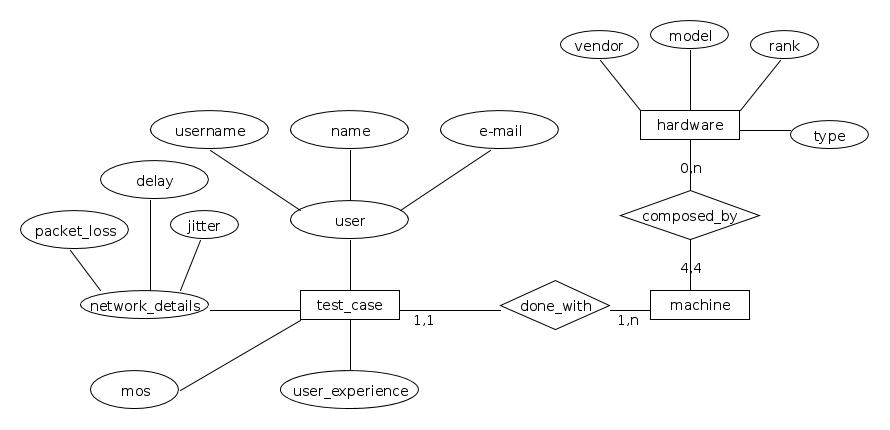 model
vendor
rank
hardware
type
username
name
e-mail
0,n
delay
composed_by
user
packet_loss
jitter
4,4
network_details
test_case
done_with
machine
1,1
1,n
mos
user_experience